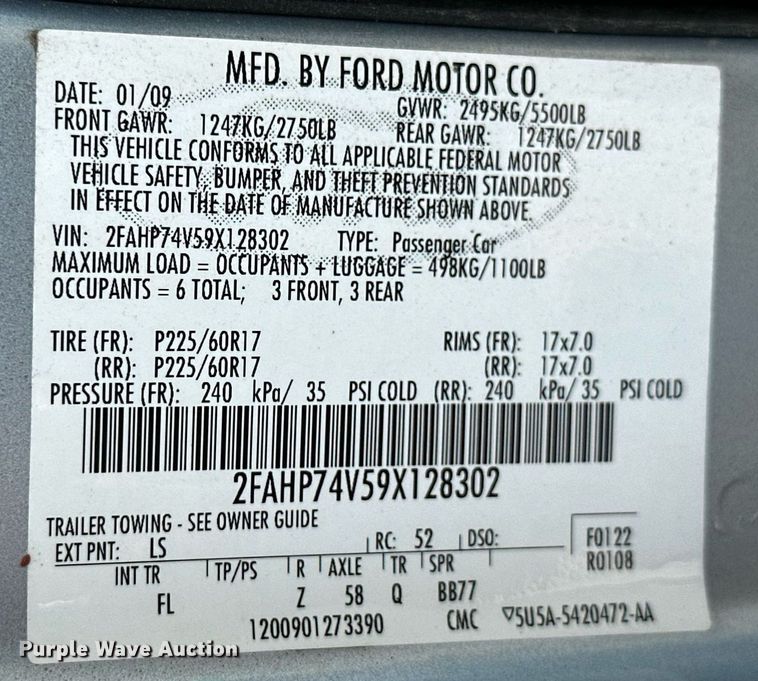 MFD. BY FORD MOTOR CO.
DATE: 01/09 GVWR: 2495KG/5500LB
FRONT GAWR: 1247KG/2750LB REAR GAWR: 1247KG/2750LB
THIS VEHICLE CONFORMS TO ALL APPLICABLE FEDERAL MOTOR
VEHICLE SAFETY, BUMPER, AND THEFT PREVENTION STANDARDS
IN EFFECT ON THE DATE OF MANUFACTURE SHOWN ABOVE.
VIN: 2FAHP74V59X128302 TYPE: Passenger Car
MAXIMUM LOAD = OCCUPANTS + LUGGAGE = 498KG/1100LB
OCCUPANTS = 6 TOTAL; 3 FRONT, 3 REAR
TIRE (FR): P225/60R17 RIMS (FR): 17x7.0
(RR): P225/60R17 (RR): 17x7.0
PRESSURE (FR): 240 kPa/ 35 PSI COLD (RR): 240 kPa/ 35 PSI COLD
2FAHP74V59X128302
TRAILER TOWING - SEE OWNER GUIDE
EXT PNT: LS RC: 52 DSO: F0122
INT TR TP/PS R AXLE TR SPR R0108
FL Z 58 Q BB77
1200901273390 CMC ▽5U5A-5420472-AA
Purple Wave Auction